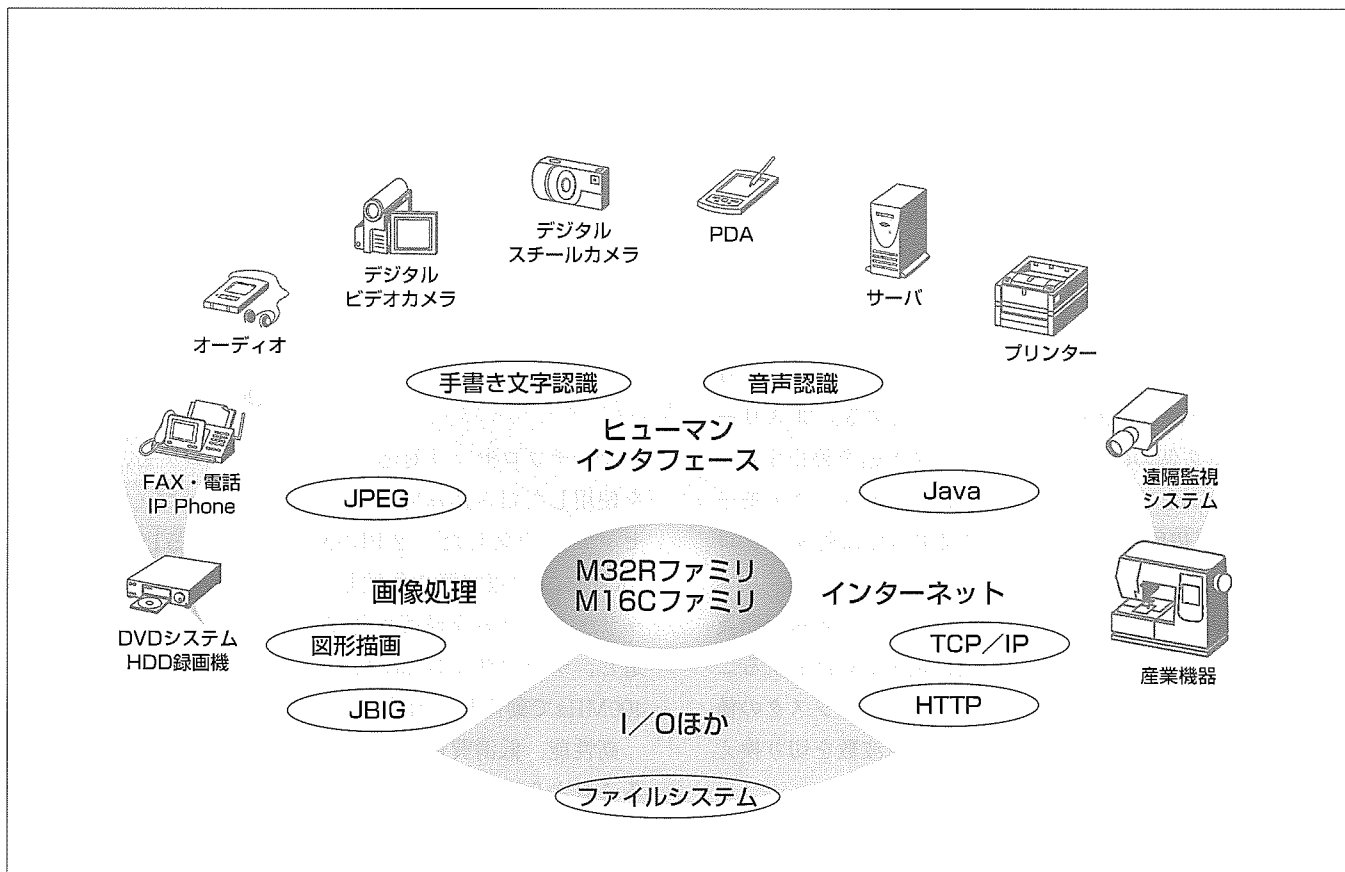 デジタル
スチールカメラ
PDA
デジタル
ビデオカメラ
サーバ
オーディオ
プリンター
手書き文字認識
音声認識
ヒューマン
インタフェース
FAX・電話
IP Phone
JPEG
Java
遠隔監視
システム
M32Rファミリ
M16Cファミリ
画像処理
インターネット
DVDシステム
HDD録画機
図形描画
TCP／IP
産業機器
JBIG
HTTP
I／Oほか
ファイルシステム